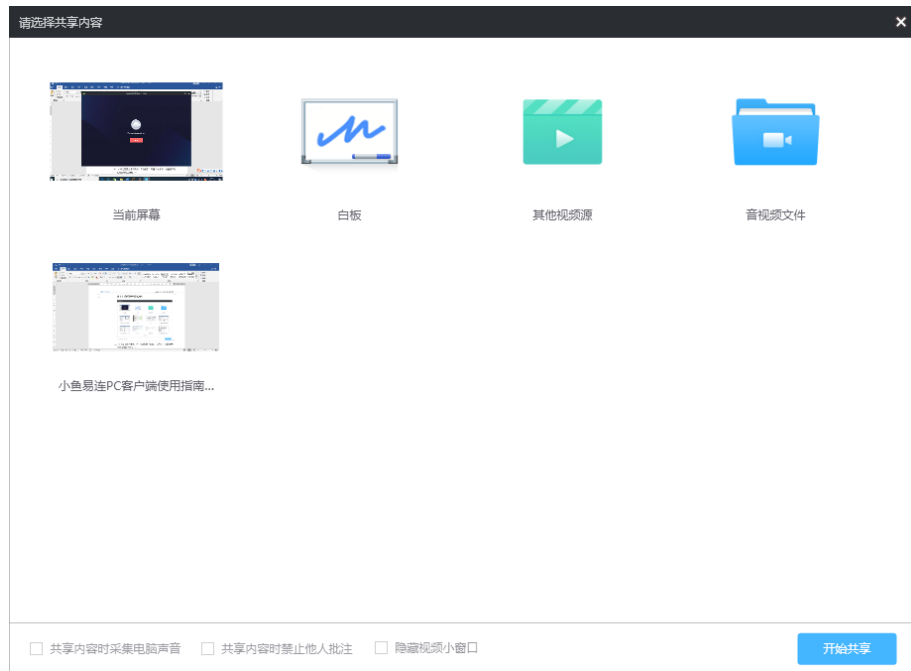 请选择共享内容
当前屏幕
白板
其他视频源
音视频文件
小鱼易连PC客户端使用指南...
共享内容时采集电脑声音
共享内容时禁止他人批注
隐藏视频小窗口
开始共享